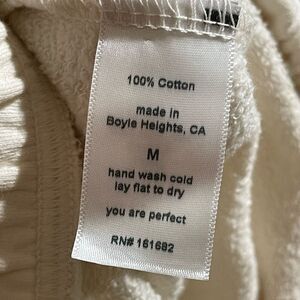 100% Cotton
made in
Boyle Heights, CA
M
hand wash cold
lay flat to dry
you are perfect
RN# 161682